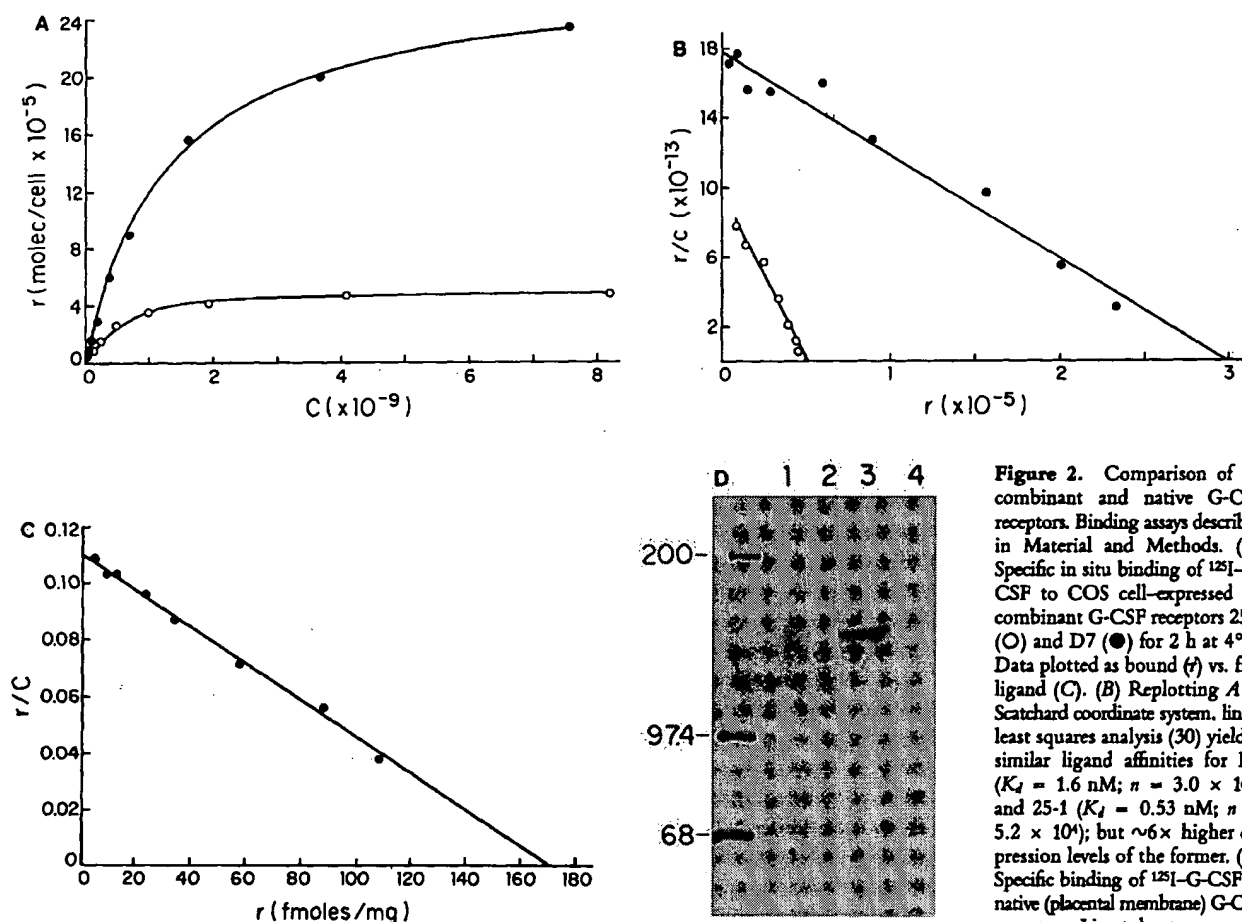 A
24
20
16
12
8
4
0
r (molec/cell x 10⁻⁵)
0 2 4 6 8
C (x10⁻⁹)
B
18
14
10
6
2
r/c (x10⁻¹³)
0 1 2 3
r (x10⁻⁵)
C
0.12
0.10
0.08
0.06
0.04
0.02
0
r/C
0 20 40 60 80 100 120 140 160 180
r (fmoles/mg)
D 1 2 3 4
200
97.4
68
Figure 2. Comparison of
combinant and native G-C
receptors. Binding assays describ
in Material and Methods. (
Specific in situ binding of ¹²⁵I–
CSF to COS cell–expressed
combinant G-CSF receptors 25
(○) and D7 (●) for 2 h at 4°
Data plotted as bound (r) vs. f
ligand (C). (B) Replotting A
Scatchard coordinate system. lin
least squares analysis (30) yield
similar ligand affinities for I
(Kd = 1.6 nM; n = 3.0 × 10
and 25-1 (Kd = 0.53 nM; n
5.2 × 10⁴); but ~6× higher
pression levels of the former. (
Specific binding of ¹²⁵I–G-CSF
native (placental membrane) G-C